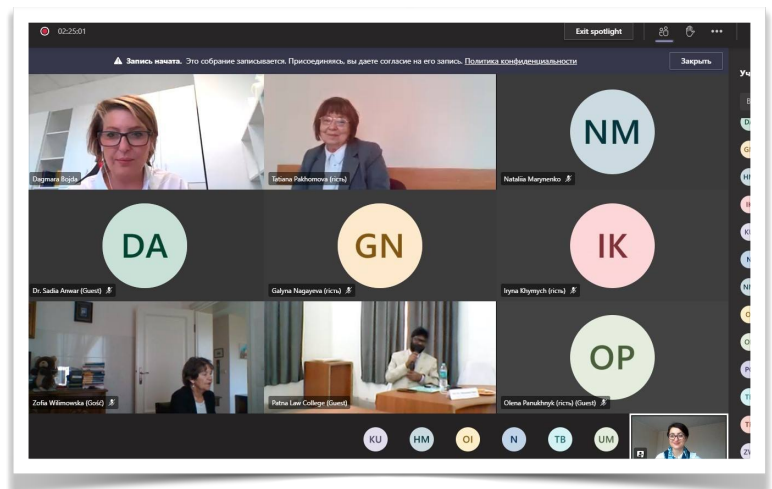 02:25:01
Exit spotlight
Запись начата. Это собрание записывается. Присоединяясь, вы даете согласие на его запись. Политика конфиденциальности
Закрыть
Уч
Dagmara Bojda
Tatiana Pakhomova (гість)
NM
Nataliia Marynenko
DA
Dr. Sadia Anwar (Guest)
GN
Galyna Nagayeva (гість)
IK
Iryna Khymych (гість)
Zofia Wilimowska (Gość)
Patna Law College (Guest)
OP
Olena Panukhnyk (гість) (Guest)
KU
HM
OI
N
TB
UM